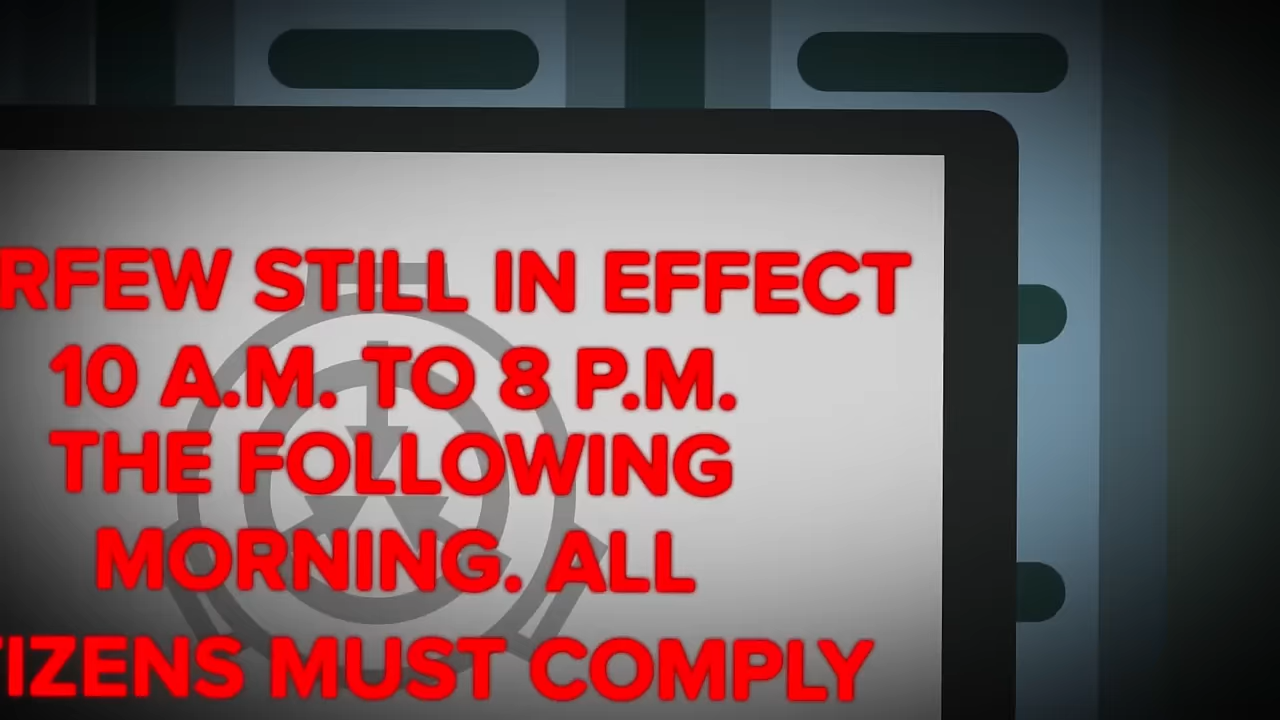 RFEW STILL IN EFFECT
10 A.M. TO 8 P.M.
THE FOLLOWING
MORNING. ALL
TIZENS MUST COMPLY